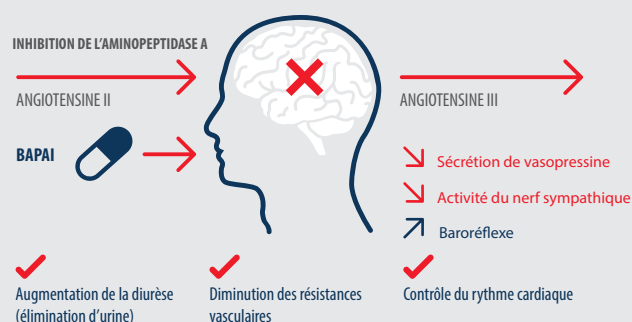 INHIBITION DE L'AMINOPEPTIDASE A
ANGIOTENSINE II
ANGIOTENSINE III
BAPAI
Sécrétion de vasopressine
Activité du nerf sympathique
Baroréflexe
Augmentation de la diurèse
(élimination d'urine)
Diminution des résistances
vasculaires
Contrôle du rythme cardiaque